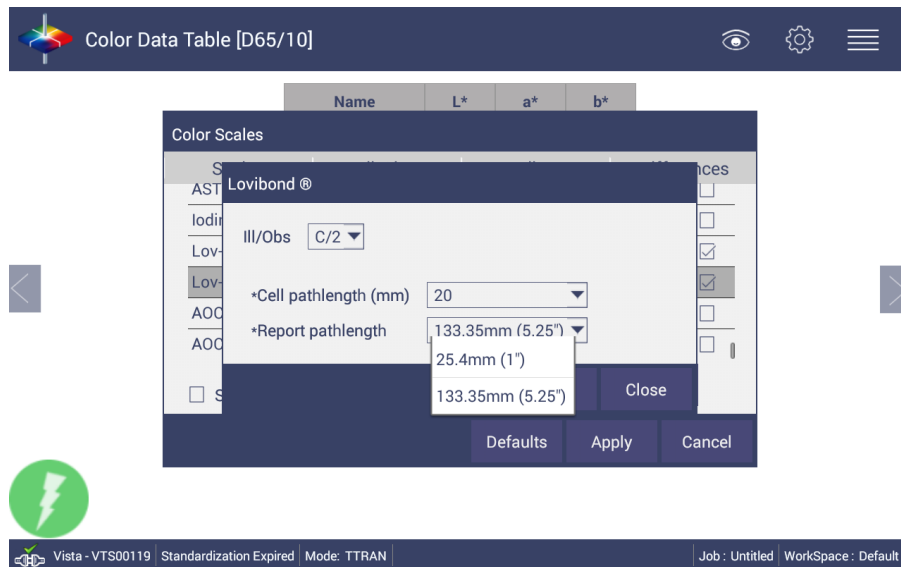 Color Data Table [D65/10]
Name L* a* b*
Color Scales
Lovibond ®
AST
Iodin
Ill/Obs C/2
Lov-
Lov-
*Cell pathlength (mm) 20
AOC
*Report pathlength 133.35mm (5.25")
AOC
25.4mm (1")
133.35mm (5.25")
Close
Defaults Apply Cancel
Vista - VTS00119 Standardization Expired Mode: TTRAN Job : Untitled WorkSpace : Default